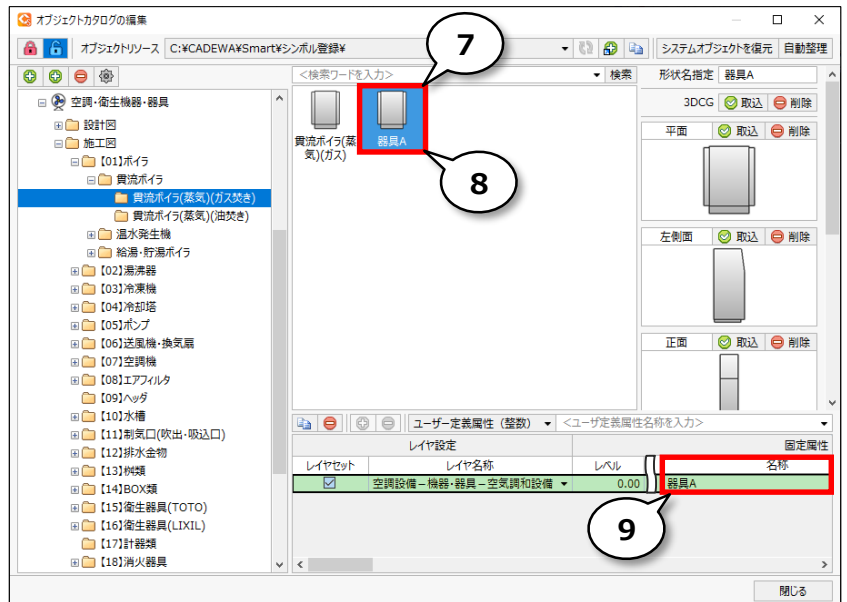 オブジェクトカタログの編集
オブジェクトリソース C:¥CADEWA¥Smart¥シンボル登録¥
システムオブジェクトを復元 自動整理
7
<検索ワードを入力>
検索
形状名指定 器具A
空調・衛生機器・器具
設計図
施工図
【01】ボイラ
貫流ボイラ
貫流ボイラ(蒸気)(ガス焚き)
貫流ボイラ(蒸気)(油焚き)
温水発生機
給湯・貯湯ボイラ
【02】湯沸器
【03】冷凍機
【04】冷却塔
【05】ポンプ
【06】送風機・換気扇
【07】空調機
【08】エアフィルタ
【09】ヘッダ
【10】水槽
【11】制気口(吹出・吸込口)
【12】排水金物
【13】桝類
【14】BOX類
【15】衛生器具(TOTO)
【16】衛生器具(LIXIL)
【17】計器類
【18】消火器具
貫流ボイラ(蒸
気)(ガス)
器具A
8
3DCG 取込 削除
平面 取込 削除
左側面 取込 削除
正面 取込 削除
ユーザー定義属性（整数） <ユーザ定義属性名称を入力>
レイヤ設定 固定属性
レイヤセット レイヤ名称 レベル 名称
空調設備－機器・器具－空気調和設備 0.00 器具A
9
閉じる